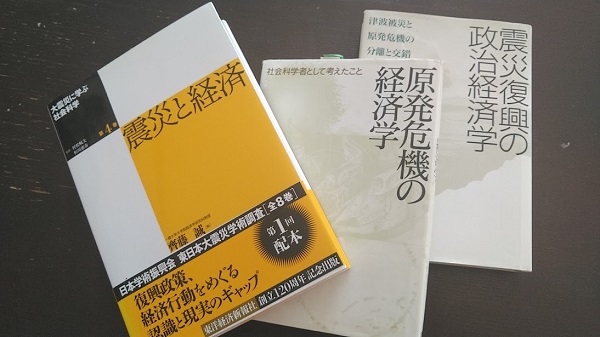 大震災に学ぶ
社会科学
第4巻
震災と経済
齊藤 誠
日本学術振興会 東日本大震災学術調査[全8巻]
第1回
配本
復興政策、
経済行動をめぐる
認識と現実のギャップ
東洋経済新報社 創立120周年記念出版
社会科学者として考えたこと
原発危機の
経済学
津波被災と
原発危機の
分離と交錯
震災復興の
政治経済学